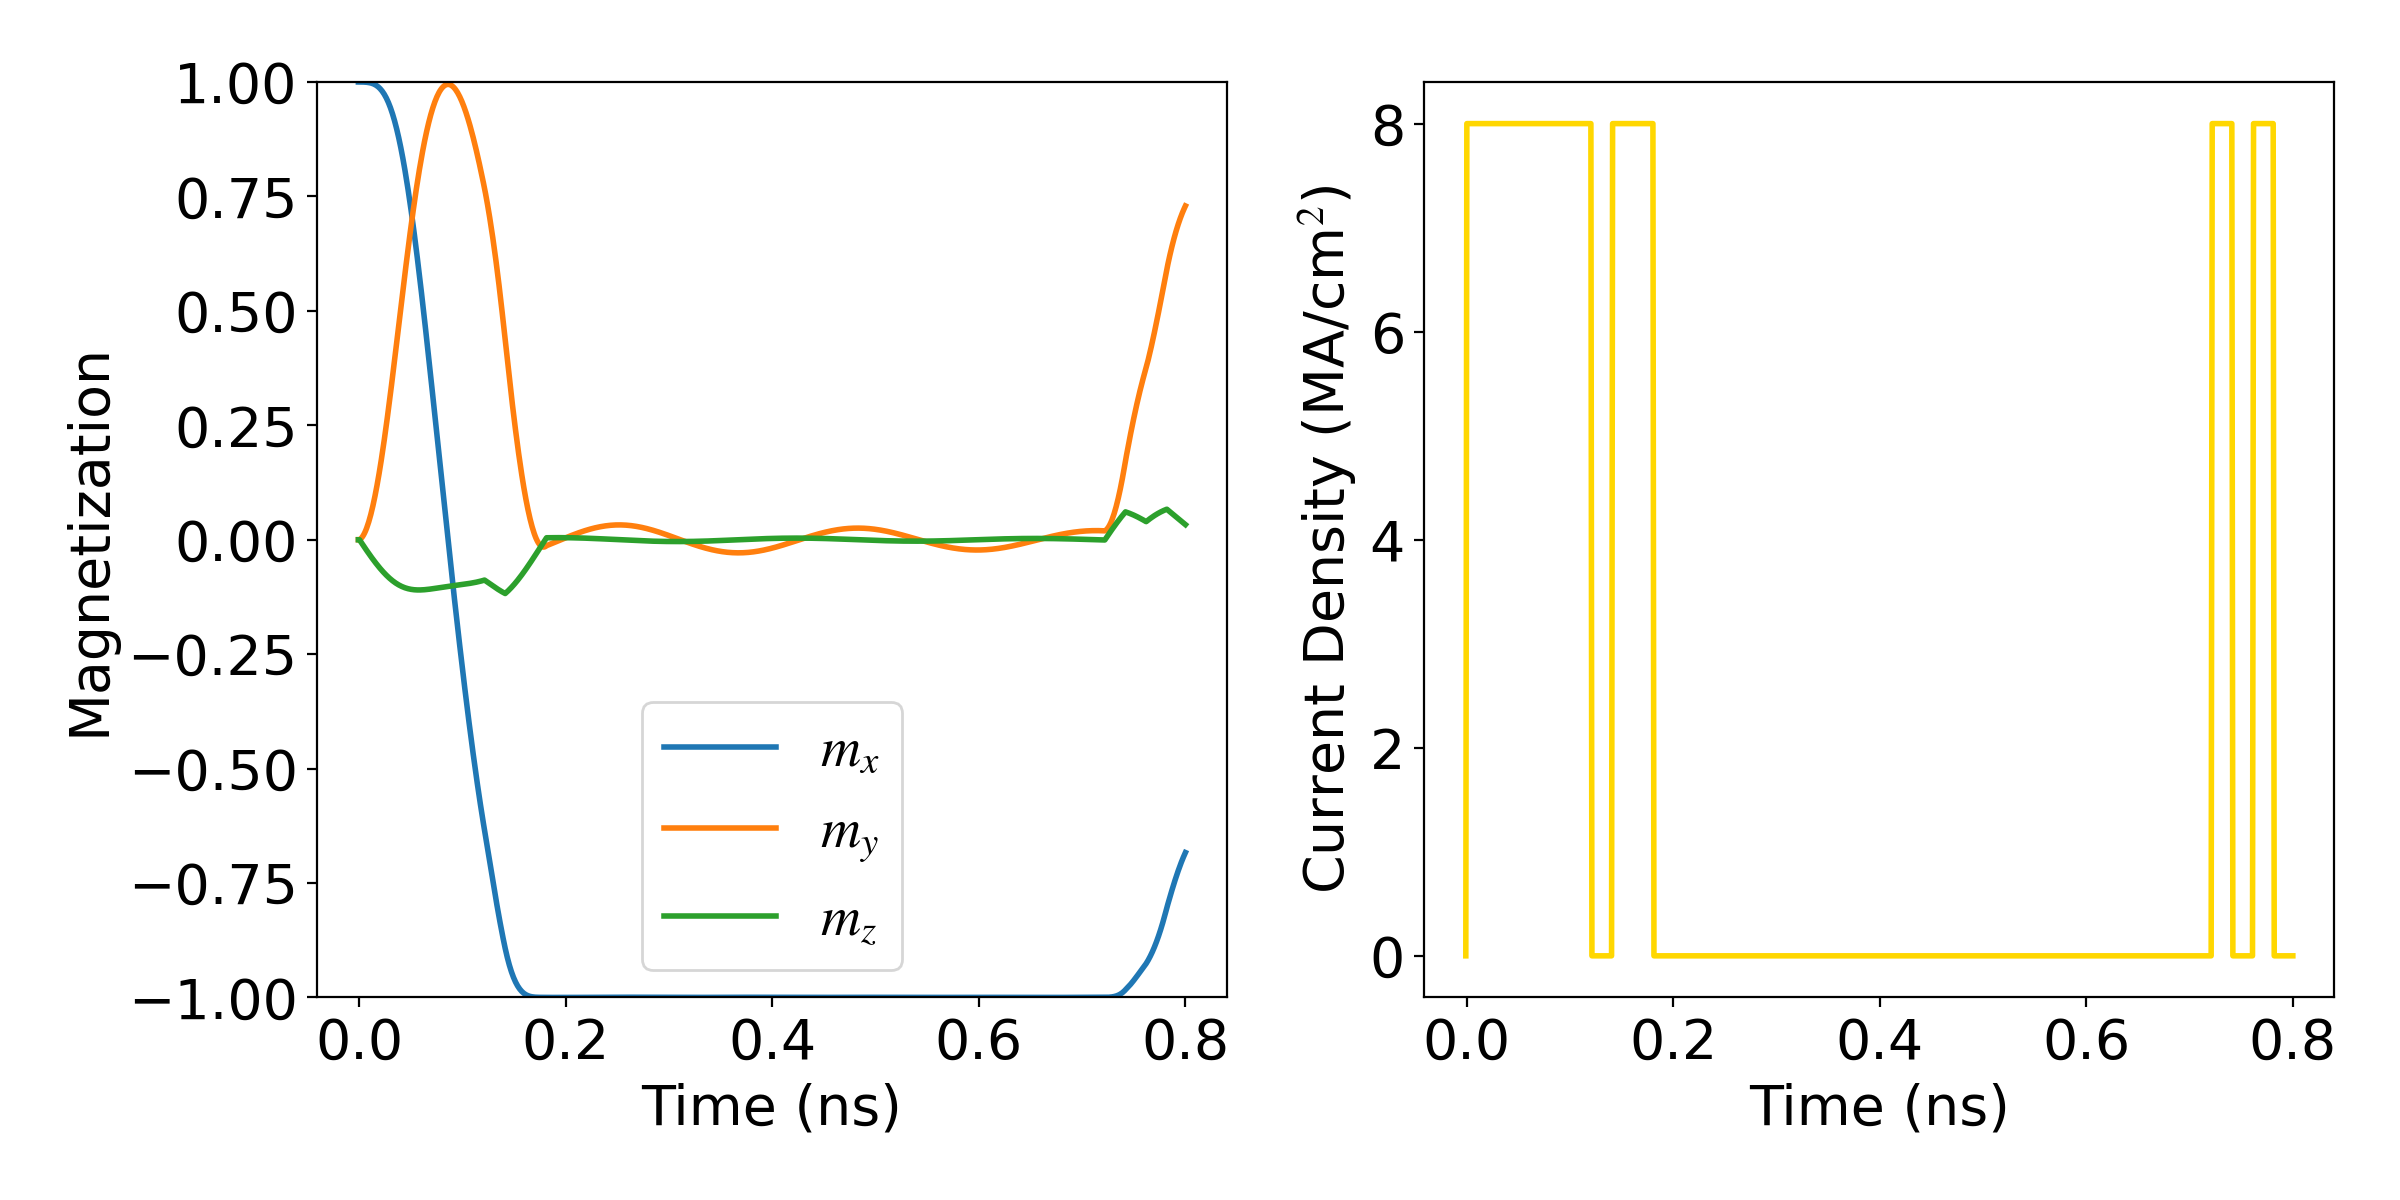 1.00
0.75
0.50
0.25
0.00
−0.25
−0.50
−0.75
−1.00
Magnetization
0.0 0.2 0.4 0.6 0.8
Time (ns)
m_x
m_y
m_z
8
6
4
2
0
Current Density (MA/cm²)
0.0 0.2 0.4 0.6 0.8
Time (ns)